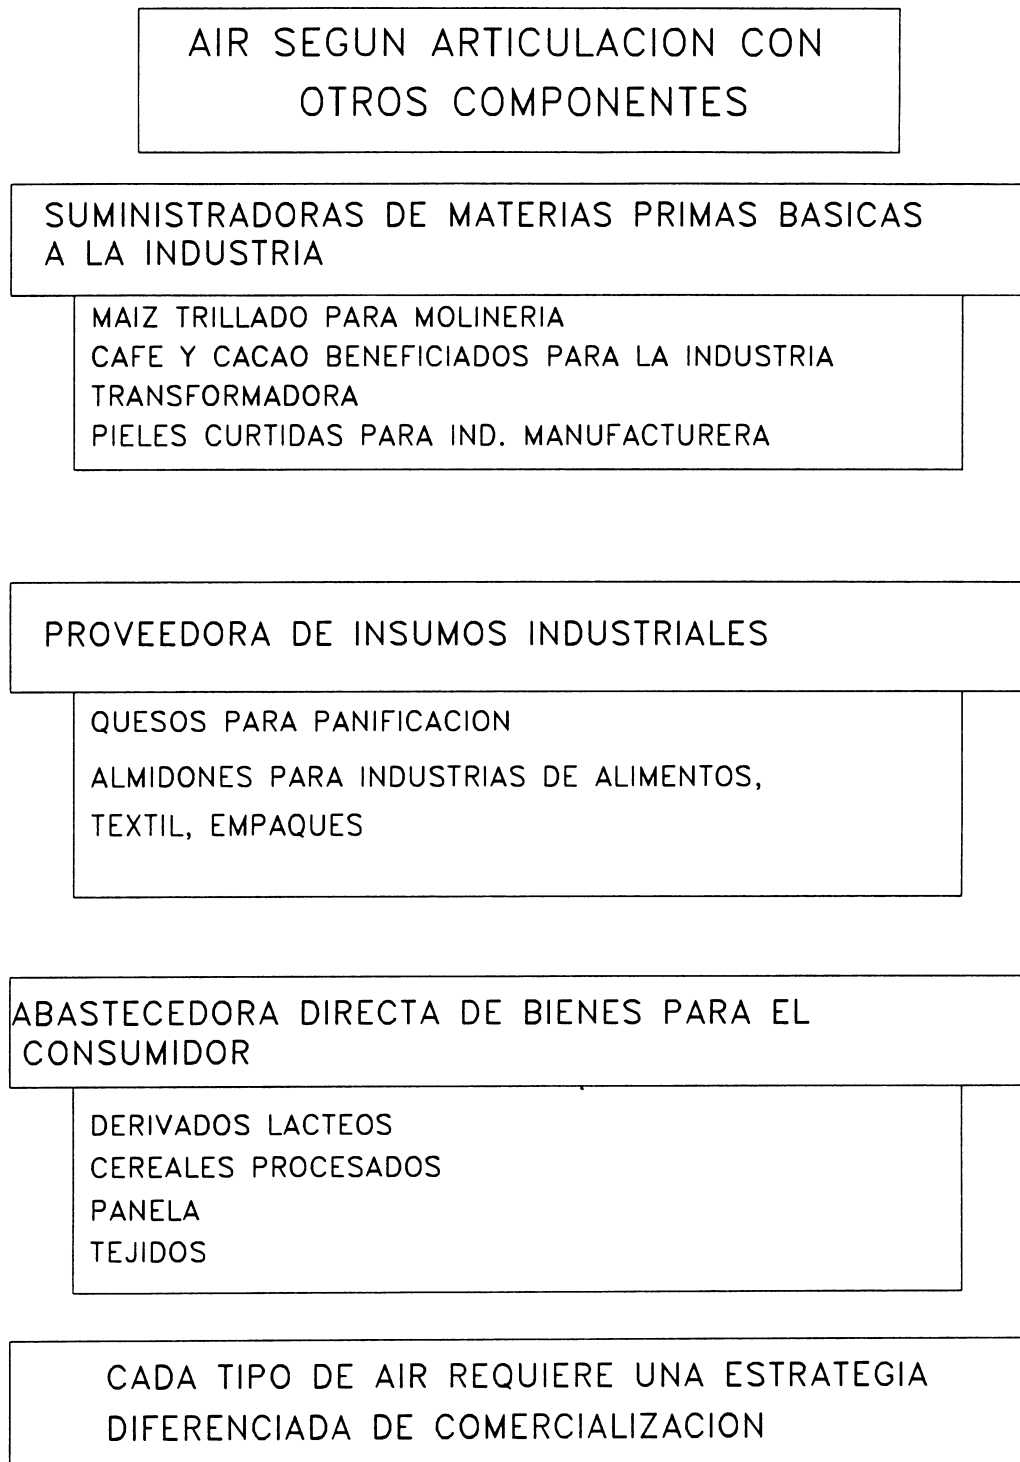 AIR SEGUN ARTICULACION CON
OTROS COMPONENTES
SUMINISTRADORAS DE MATERIAS PRIMAS BASICAS
A LA INDUSTRIA
MAIZ TRILLADO PARA MOLINERIA
CAFE Y CACAO BENEFICIADOS PARA LA INDUSTRIA
TRANSFORMADORA
PIELES CURTIDAS PARA IND. MANUFACTURERA
PROVEEDORA DE INSUMOS INDUSTRIALES
QUESOS PARA PANIFICACION
ALMIDONES PARA INDUSTRIAS DE ALIMENTOS,
TEXTIL, EMPAQUES
ABASTECEDORA DIRECTA DE BIENES PARA EL
CONSUMIDOR
DERIVADOS LACTEOS
CEREALES PROCESADOS
PANELA
TEJIDOS
CADA TIPO DE AIR REQUIERE UNA ESTRATEGIA
DIFERENCIADA DE COMERCIALIZACION